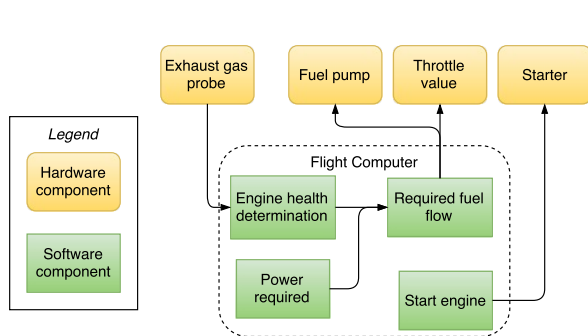 Exhaust gas
probe
Fuel pump
Throttle
value
Starter
Legend
Hardware
component
Software
component
Flight Computer
Engine health
determination
Required fuel
flow
Power
required
Start engine